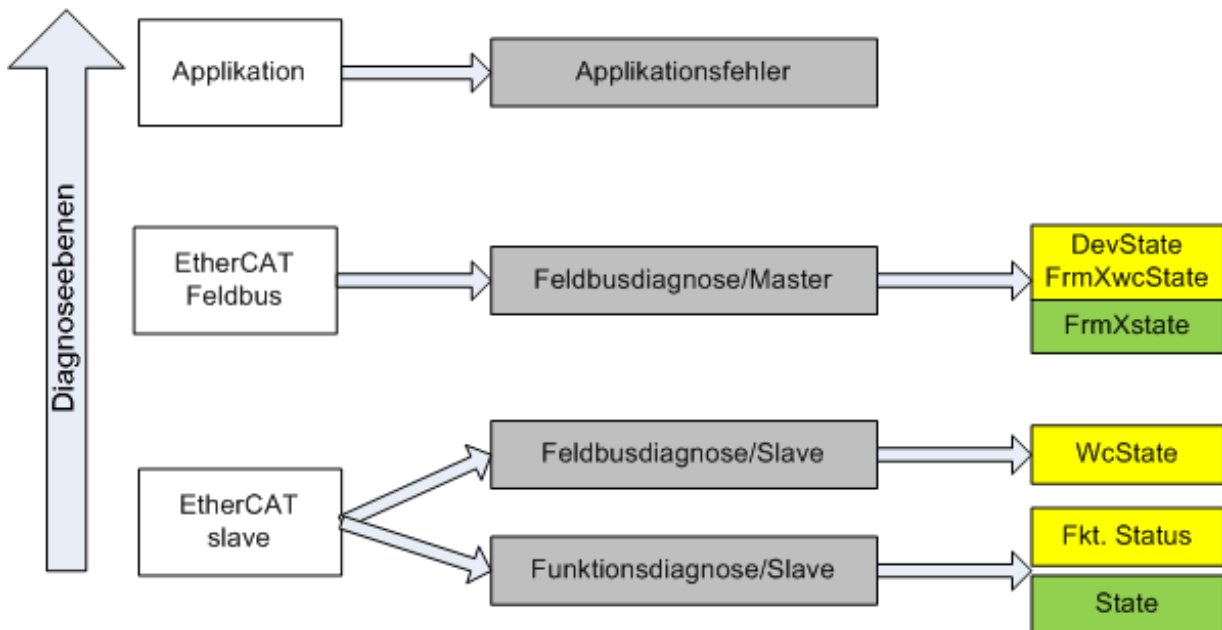 Diagnoseebenen
Applikation
Applikationsfehler
EtherCAT
Feldbus
Feldbusdiagnose/Master
DevState
FrmXwcState
FrmXstate
EtherCAT
slave
Feldbusdiagnose/Slave
WcState
Funktionsdiagnose/Slave
Fkt. Status
State